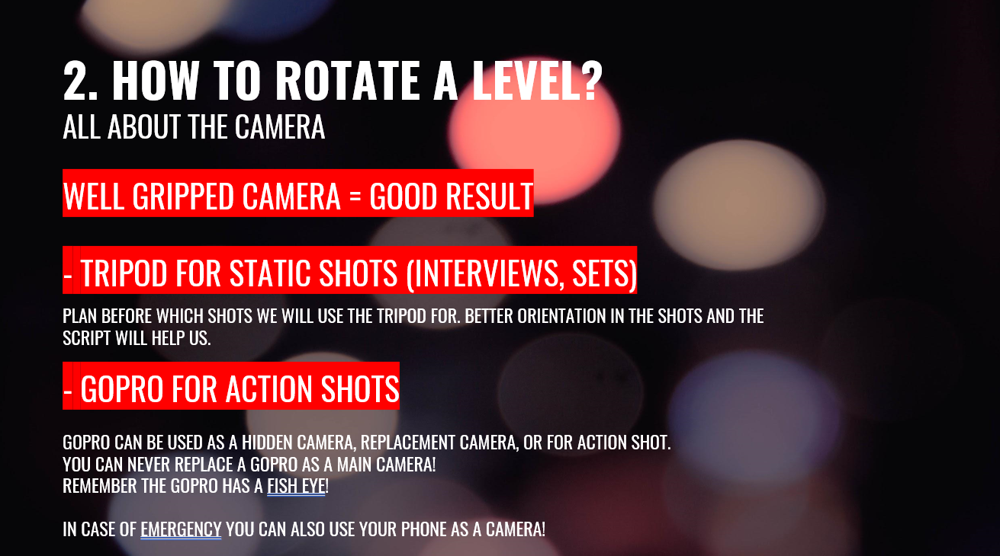 2. HOW TO ROTATE A LEVEL?
ALL ABOUT THE CAMERA
WELL GRIPPED CAMERA = GOOD RESULT
- TRIPOD FOR STATIC SHOTS (INTERVIEWS, SETS)
PLAN BEFORE WHICH SHOTS WE WILL USE THE TRIPOD FOR. BETTER ORIENTATION IN THE SHOTS AND THE
SCRIPT WILL HELP US.
- GOPRO FOR ACTION SHOTS
GOPRO CAN BE USED AS A HIDDEN CAMERA, REPLACEMENT CAMERA, OR FOR ACTION SHOT.
YOU CAN NEVER REPLACE A GOPRO AS A MAIN CAMERA!
REMEMBER THE GOPRO HAS A FISH EYE!
IN CASE OF EMERGENCY YOU CAN ALSO USE YOUR PHONE AS A CAMERA!